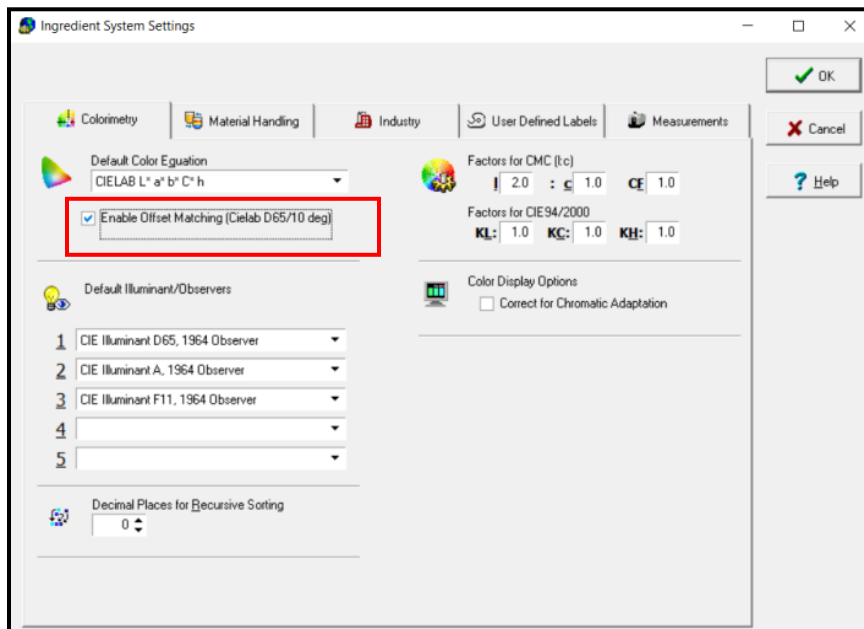 Ingredient System Settings
OK
Cancel
Help
Colorimetry
Material Handling
Industry
User Defined Labels
Measurements
Default Color Equation
CIELAB L* a* b* C* h
Enable Offset Matching (Cielab D65/10 deg)
Factors for CMC (l:c)
l 2.0 : c 1.0 CF 1.0
Factors for CIE94/2000
KL: 1.0 KC: 1.0 KH: 1.0
Default Illuminant/Observers
1 CIE Illuminant D65, 1964 Observer
2 CIE Illuminant A, 1964 Observer
3 CIE Illuminant F11, 1964 Observer
4
5
Color Display Options
Correct for Chromatic Adaptation
Decimal Places for Recursive Sorting
0